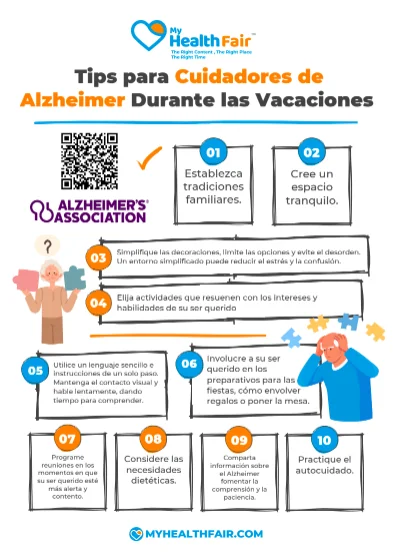 My
HealthFair™
The Right Content, The Right Place
The Right Time
Tips para Cuidadores de
Alzheimer Durante las Vacaciones
ALZHEIMER'S
ASSOCIATION
01
Establezca
tradiciones
familiares.
02
Cree un
espacio
tranquilo.
?
03
Simplifique las decoraciones, limite las opciones y evite el desorden.
Un entorno simplificado puede reducir el estrés y la confusión.
04
Elija actividades que resuenen con los intereses y
habilidades de su ser querido
05
Utilice un lenguaje sencillo e
instrucciones de un solo paso.
Mantenga el contacto visual y
hable lentamente, dando
tiempo para comprender.
06
Involucre a su ser
querido en los
preparativos para las
fiestas, cómo envolver
regalos o poner la mesa.
07
Programe
reuniones en los
momentos en que
su ser querido esté
más alerta y
contento.
08
Considere las
necesidades
dietéticas.
09
Comparta
información sobre
el Alzheimer
fomentar la
comprensión y la
paciencia.
10
Practique el
autocuidado.
MYHEALTHFAIR.COM